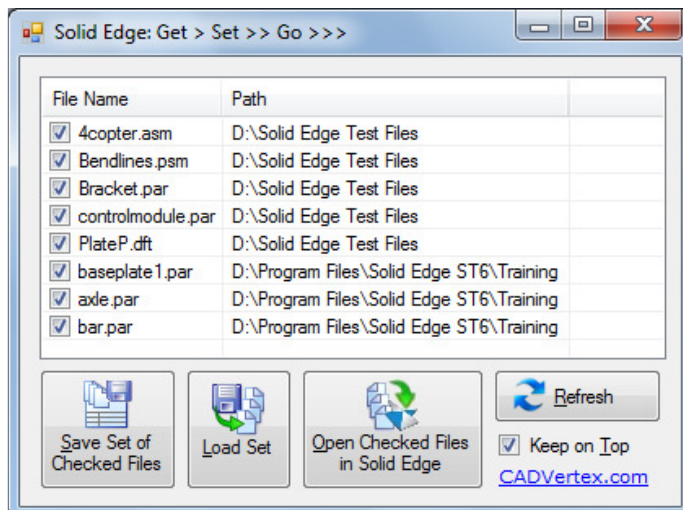 Solid Edge: Get > Set >> Go >>>
File Name Path
4copter.asm D:\Solid Edge Test Files
Bendlines.psm D:\Solid Edge Test Files
Bracket.par D:\Solid Edge Test Files
controlmodule.par D:\Solid Edge Test Files
PlateP.dft D:\Solid Edge Test Files
baseplate1.par D:\Program Files\Solid Edge ST6\Training
axle.par D:\Program Files\Solid Edge ST6\Training
bar.par D:\Program Files\Solid Edge ST6\Training
Save Set of
Checked Files
Load Set
Open Checked Files
in Solid Edge
Refresh
Keep on Top
CADVertex.com